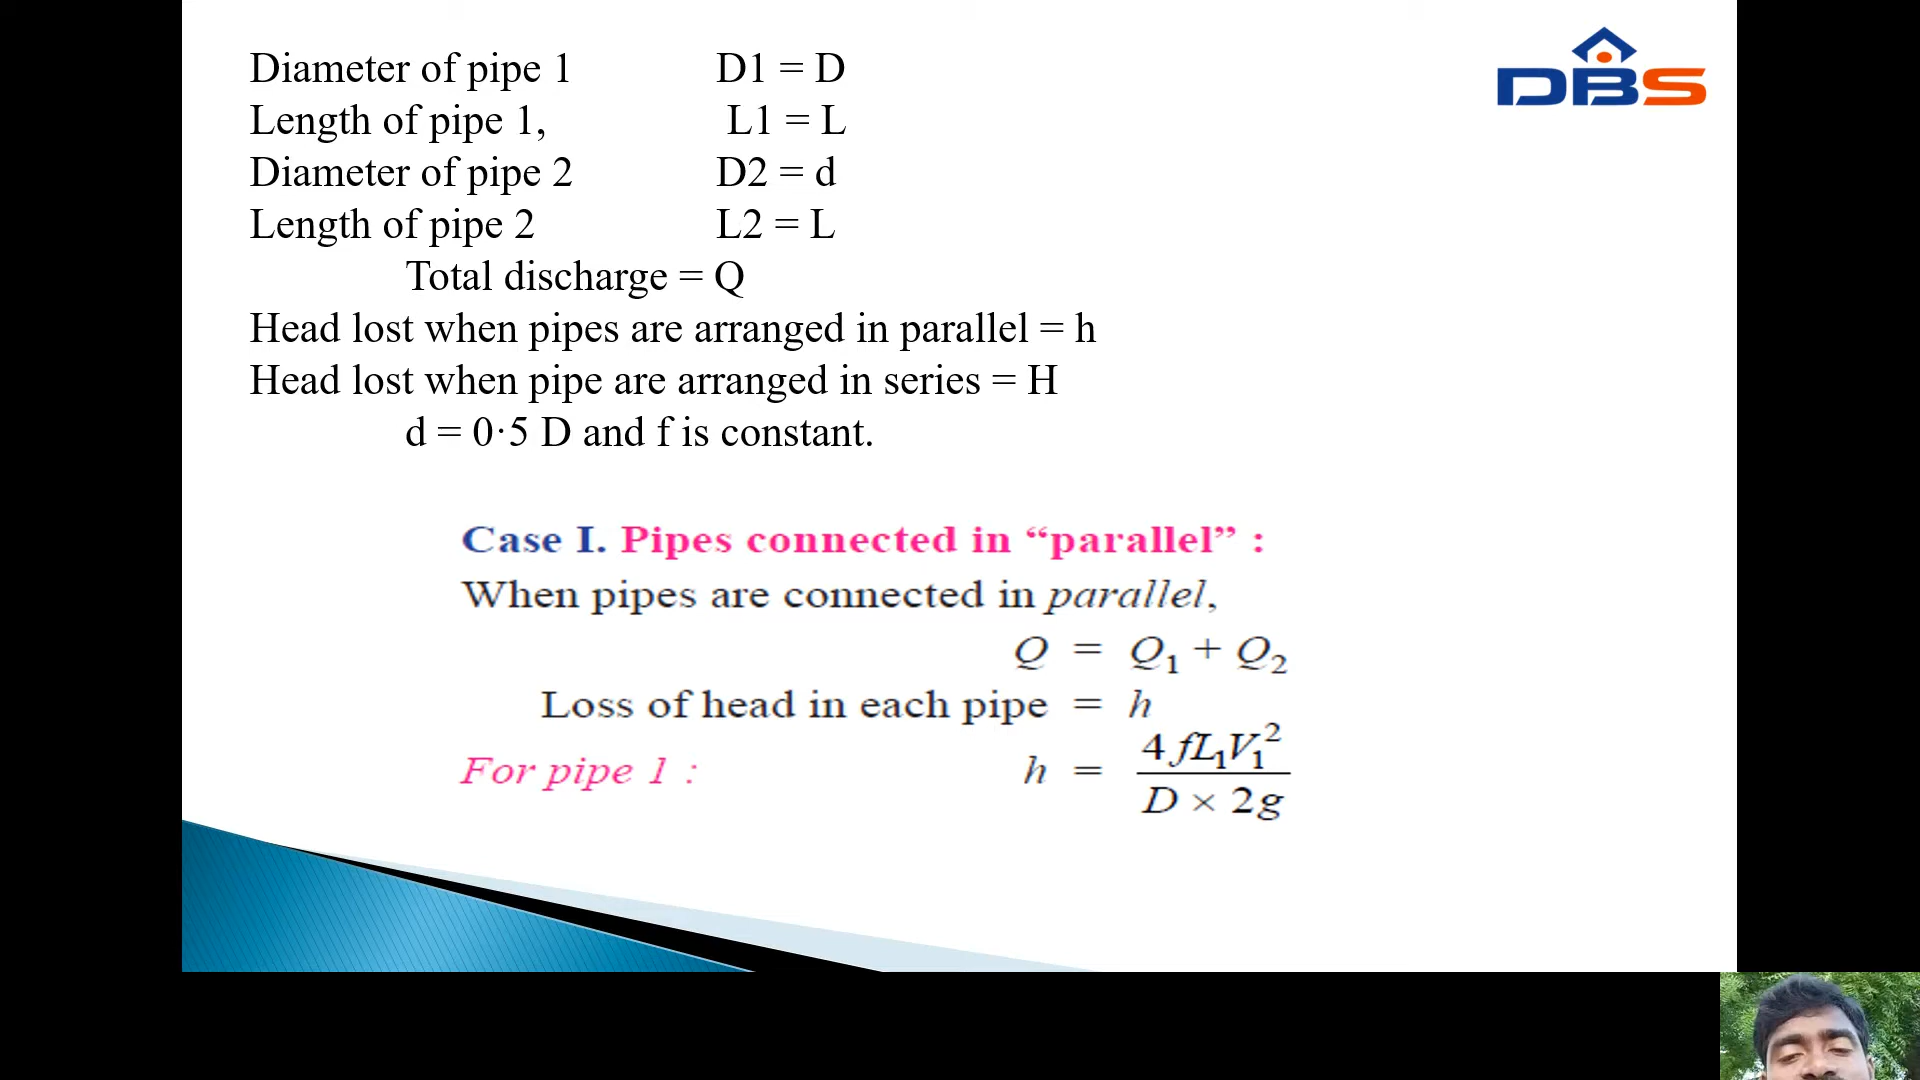 DBS
Diameter of pipe 1 D1 = D
Length of pipe 1, L1 = L
Diameter of pipe 2 D2 = d
Length of pipe 2 L2 = L
Total discharge = Q
Head lost when pipes are arranged in parallel = h
Head lost when pipe are arranged in series = H
d = 0·5 D and f is constant.
Case I. Pipes connected in “parallel” :
When pipes are connected in parallel,
Q = Q₁ + Q₂
Loss of head in each pipe = h
For pipe 1 : h = 4fL₁V₁² / D × 2g